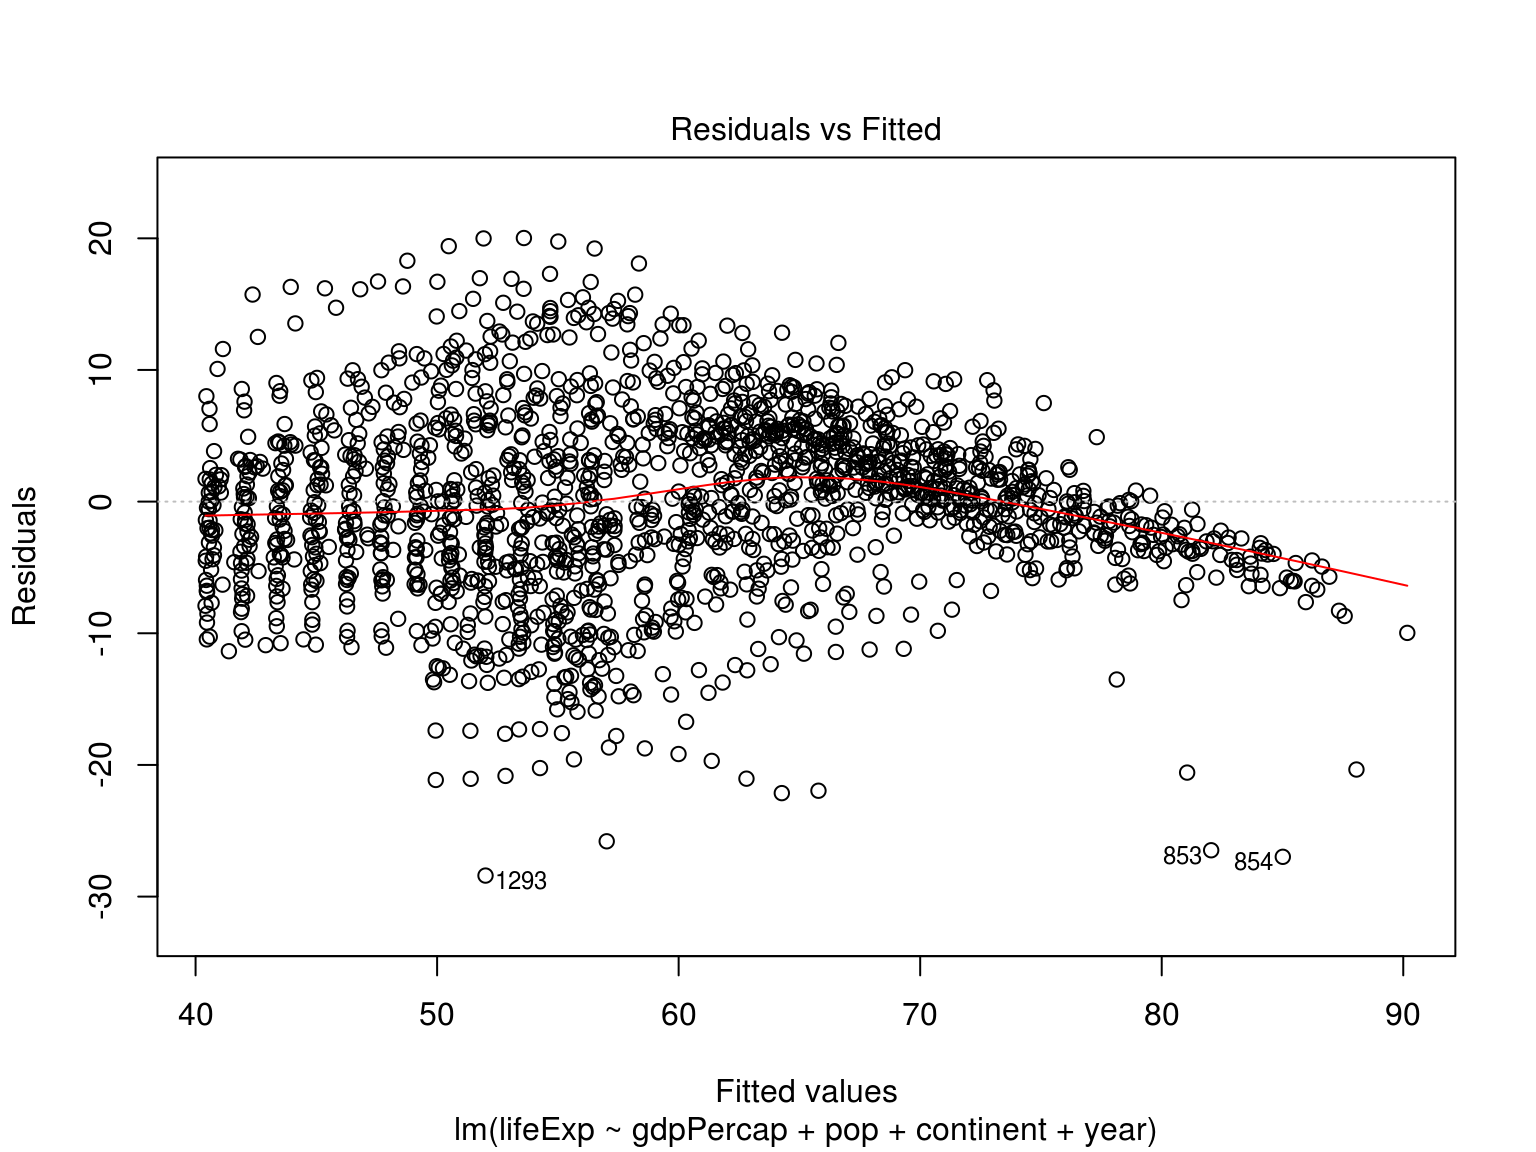 Residuals vs Fitted
Residuals
20
10
0
-10
-20
-30
1293
853
854
40 50 60 70 80 90
Fitted values
lm(lifeExp ~ gdpPercap + pop + continent + year)